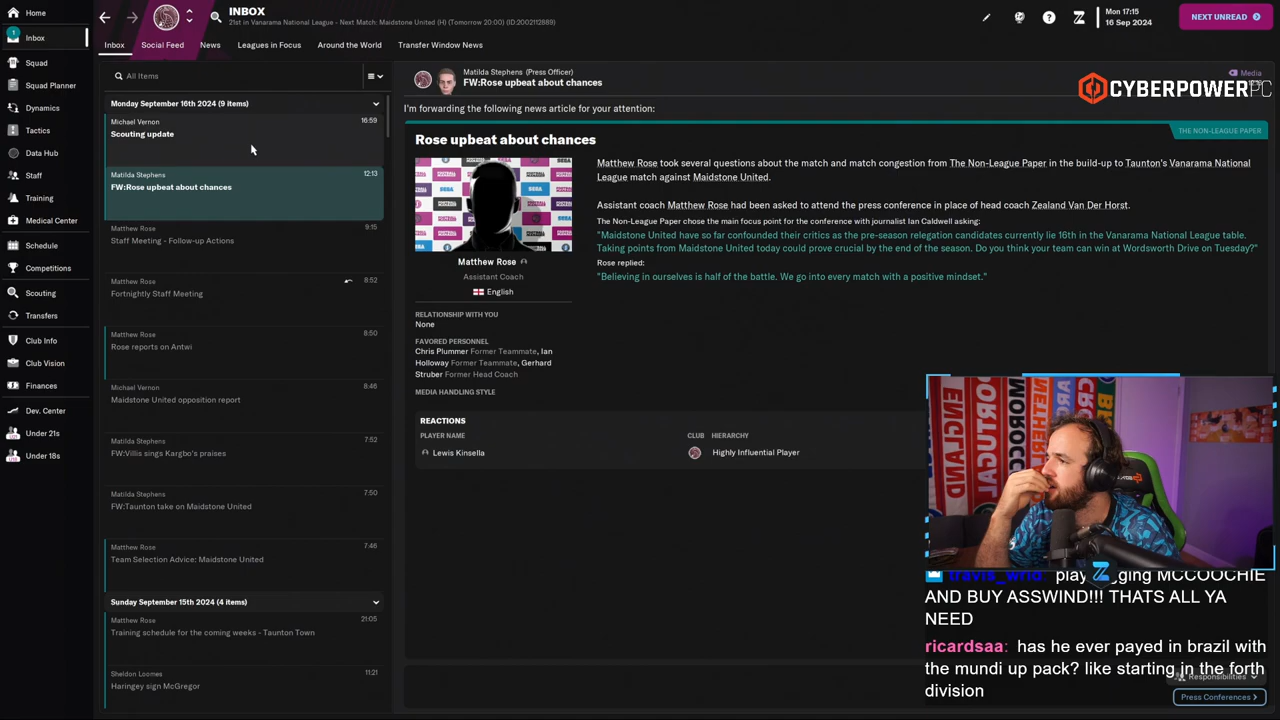 Home
1
Inbox
Squad
Squad Planner
Dynamics
Tactics
Data Hub
Staff
Training
Medical Center
Schedule
Competitions
Scouting
Transfers
Club Info
Club Vision
Finances
Dev. Center
Under 21s
Under 18s
INBOX
21st in Vanarama National League - Next Match: Maidstone United (H) (Tomorrow 20:00) (ID:2002112889)
Mon 17:15
16 Sep 2024
NEXT UNREAD
Inbox
Social Feed
News
Leagues in Focus
Around the World
Transfer Window News
All Items
Monday September 16th 2024 (9 items)
Michael Vernon 16:59
Scouting update
Matilda Stephens 12:13
FW:Rose upbeat about chances
Matthew Rose 9:15
Staff Meeting - Follow-up Actions
Matthew Rose 8:52
Fortnightly Staff Meeting
Matthew Rose 8:50
Rose reports on Antwi
Michael Vernon 8:46
Maidstone United opposition report
Matilda Stephens 7:52
FW:Villis sings Kargbo's praises
Matilda Stephens 7:50
FW:Taunton take on Maidstone United
Matthew Rose 7:46
Team Selection Advice: Maidstone United
Sunday September 15th 2024 (4 items)
Matthew Rose 21:05
Training schedule for the coming weeks - Taunton Town
Sheldon Loomes 11:21
Haringey sign McGregor
Matilda Stephens (Press Officer)
FW:Rose upbeat about chances
Media
CYBERPOWERPC
I'm forwarding the following news article for your attention:
THE NON-LEAGUE PAPER
Rose upbeat about chances
Matthew Rose
Assistant Coach
English
RELATIONSHIP WITH YOU
None
FAVORED PERSONNEL
Chris Plummer Former Teammate, Ian
Holloway Former Teammate, Gerhard
Struber Former Head Coach
MEDIA HANDLING STYLE
Matthew Rose took several questions about the match and match congestion from The Non-League Paper in the build-up to Taunton's Vanarama National
League match against Maidstone United.
Assistant coach Matthew Rose had been asked to attend the press conference in place of head coach Zealand Van Der Horst.
The Non-League Paper chose the main focus point for the conference with journalist Ian Caldwell asking:
"Maidstone United have so far confounded their critics as the pre-season relegation candidates currently lie 16th in the Vanarama National League table.
Taking points from Maidstone United today could prove crucial by the end of the season. Do you think your team can win at Wordsworth Drive on Tuesday?"
Rose replied:
"Believing in ourselves is half of the battle. We go into every match with a positive mindset."
REACTIONS
PLAYER NAME CLUB HIERARCHY
Lewis Kinsella Highly Influential Player
AND BUY ASSWIND!!! THATS ALL YA
NEED
ricardsaa: has he ever payed in brazil with
the mundi up pack? like starting in the forth
division
Responsibilities
Press Conferences